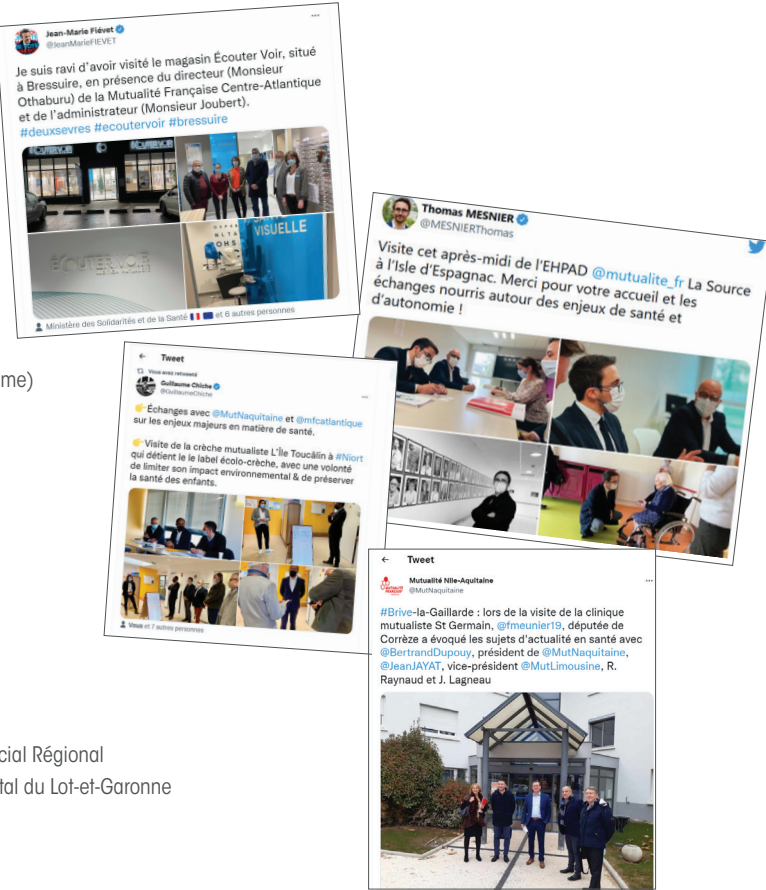 Jean-Marie Fiévet
@JeanMarieFIEVET
Je suis ravi d'avoir visité le magasin Écouter Voir, situé
à Bressuire, en présence du directeur (Monsieur
Othaburu) de la Mutualité Française Centre-Atlantique
et de l'administrateur (Monsieur Joubert).
#deuxsevres #ecoutervoir #bressuire
ÉCOUTER VOIR
VISUELLE
Ministère des Solidarités et de la Santé et 6 autres personnes
Thomas MESNIER
@MESNIERThomas
Visite cet après-midi de l'EHPAD @mutualite_fr La Source
à l'Isle d'Espagnac. Merci pour votre accueil et les
échanges nourris autour des enjeux de santé et
d'autonomie !
me)
← Tweet
Vous avez retweeté
Guillaume Chiche
@GuillaumeChiche
Échanges avec @MutNaquitaine et @mfcatlantique
sur les enjeux majeurs en matière de santé.
Visite de la crèche mutualiste L'Île Toucâlin à #Niort
qui détient le le label écolo-crèche, avec une volonté
de limiter son impact environnemental & de préserver
la santé des enfants.
Vous et 7 autres personnes
← Tweet
Mutualité Nlle-Aquitaine
@MutNaquitaine
#Brive-la-Gaillarde : lors de la visite de la clinique
mutualiste St Germain, @fmeunier19, députée de
Corrèze a évoqué les sujets d'actualité en santé avec
@BertrandDupouy, président de @MutNaquitaine,
@JeanJAYAT, vice-président @MutLimousine, R.
Raynaud et J. Lagneau
cial Régional
tal du Lot-et-Garonne